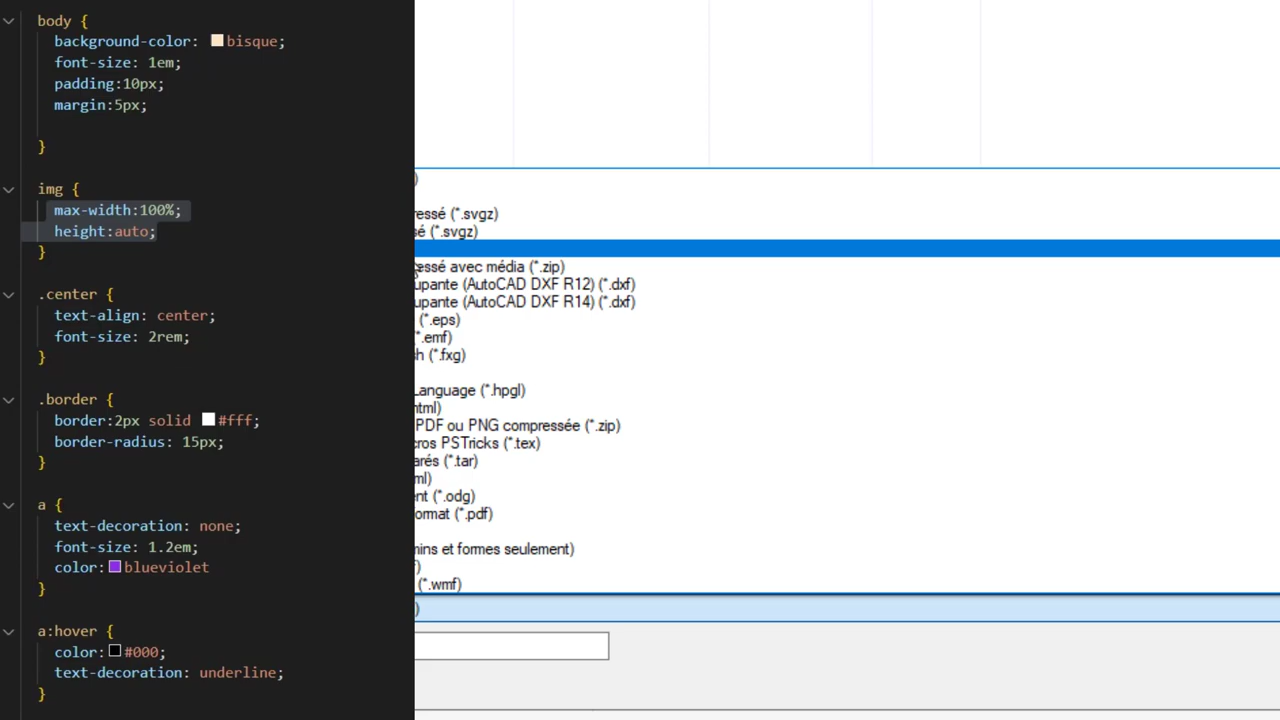 body {
background-color: bisque;
font-size: 1em;
padding:10px;
margin:5px;
}
img {
max-width:100%;
height:auto;
}
.center {
text-align: center;
font-size: 2rem;
}
.border {
border:2px solid #fff;
border-radius: 15px;
}
a {
text-decoration: none;
font-size: 1.2em;
color: blueviolet
}
a:hover {
color: #000;
text-decoration: underline;
}
)
ressé (*.svgz)
sé (*.svgz)
essé avec média (*.zip)
upante (AutoCAD DXF R12) (*.dxf)
upante (AutoCAD DXF R14) (*.dxf)
(*.eps)
(*.emf)
h (*.fxg)
Language (*.hpgl)
tml)
PDF ou PNG compressée (*.zip)
cros PSTricks (*.tex)
arés (*.tar)
ml)
nt (*.odg)
ormat (*.pdf)
mins et formes seulement)
f)
(*.wmf)
)